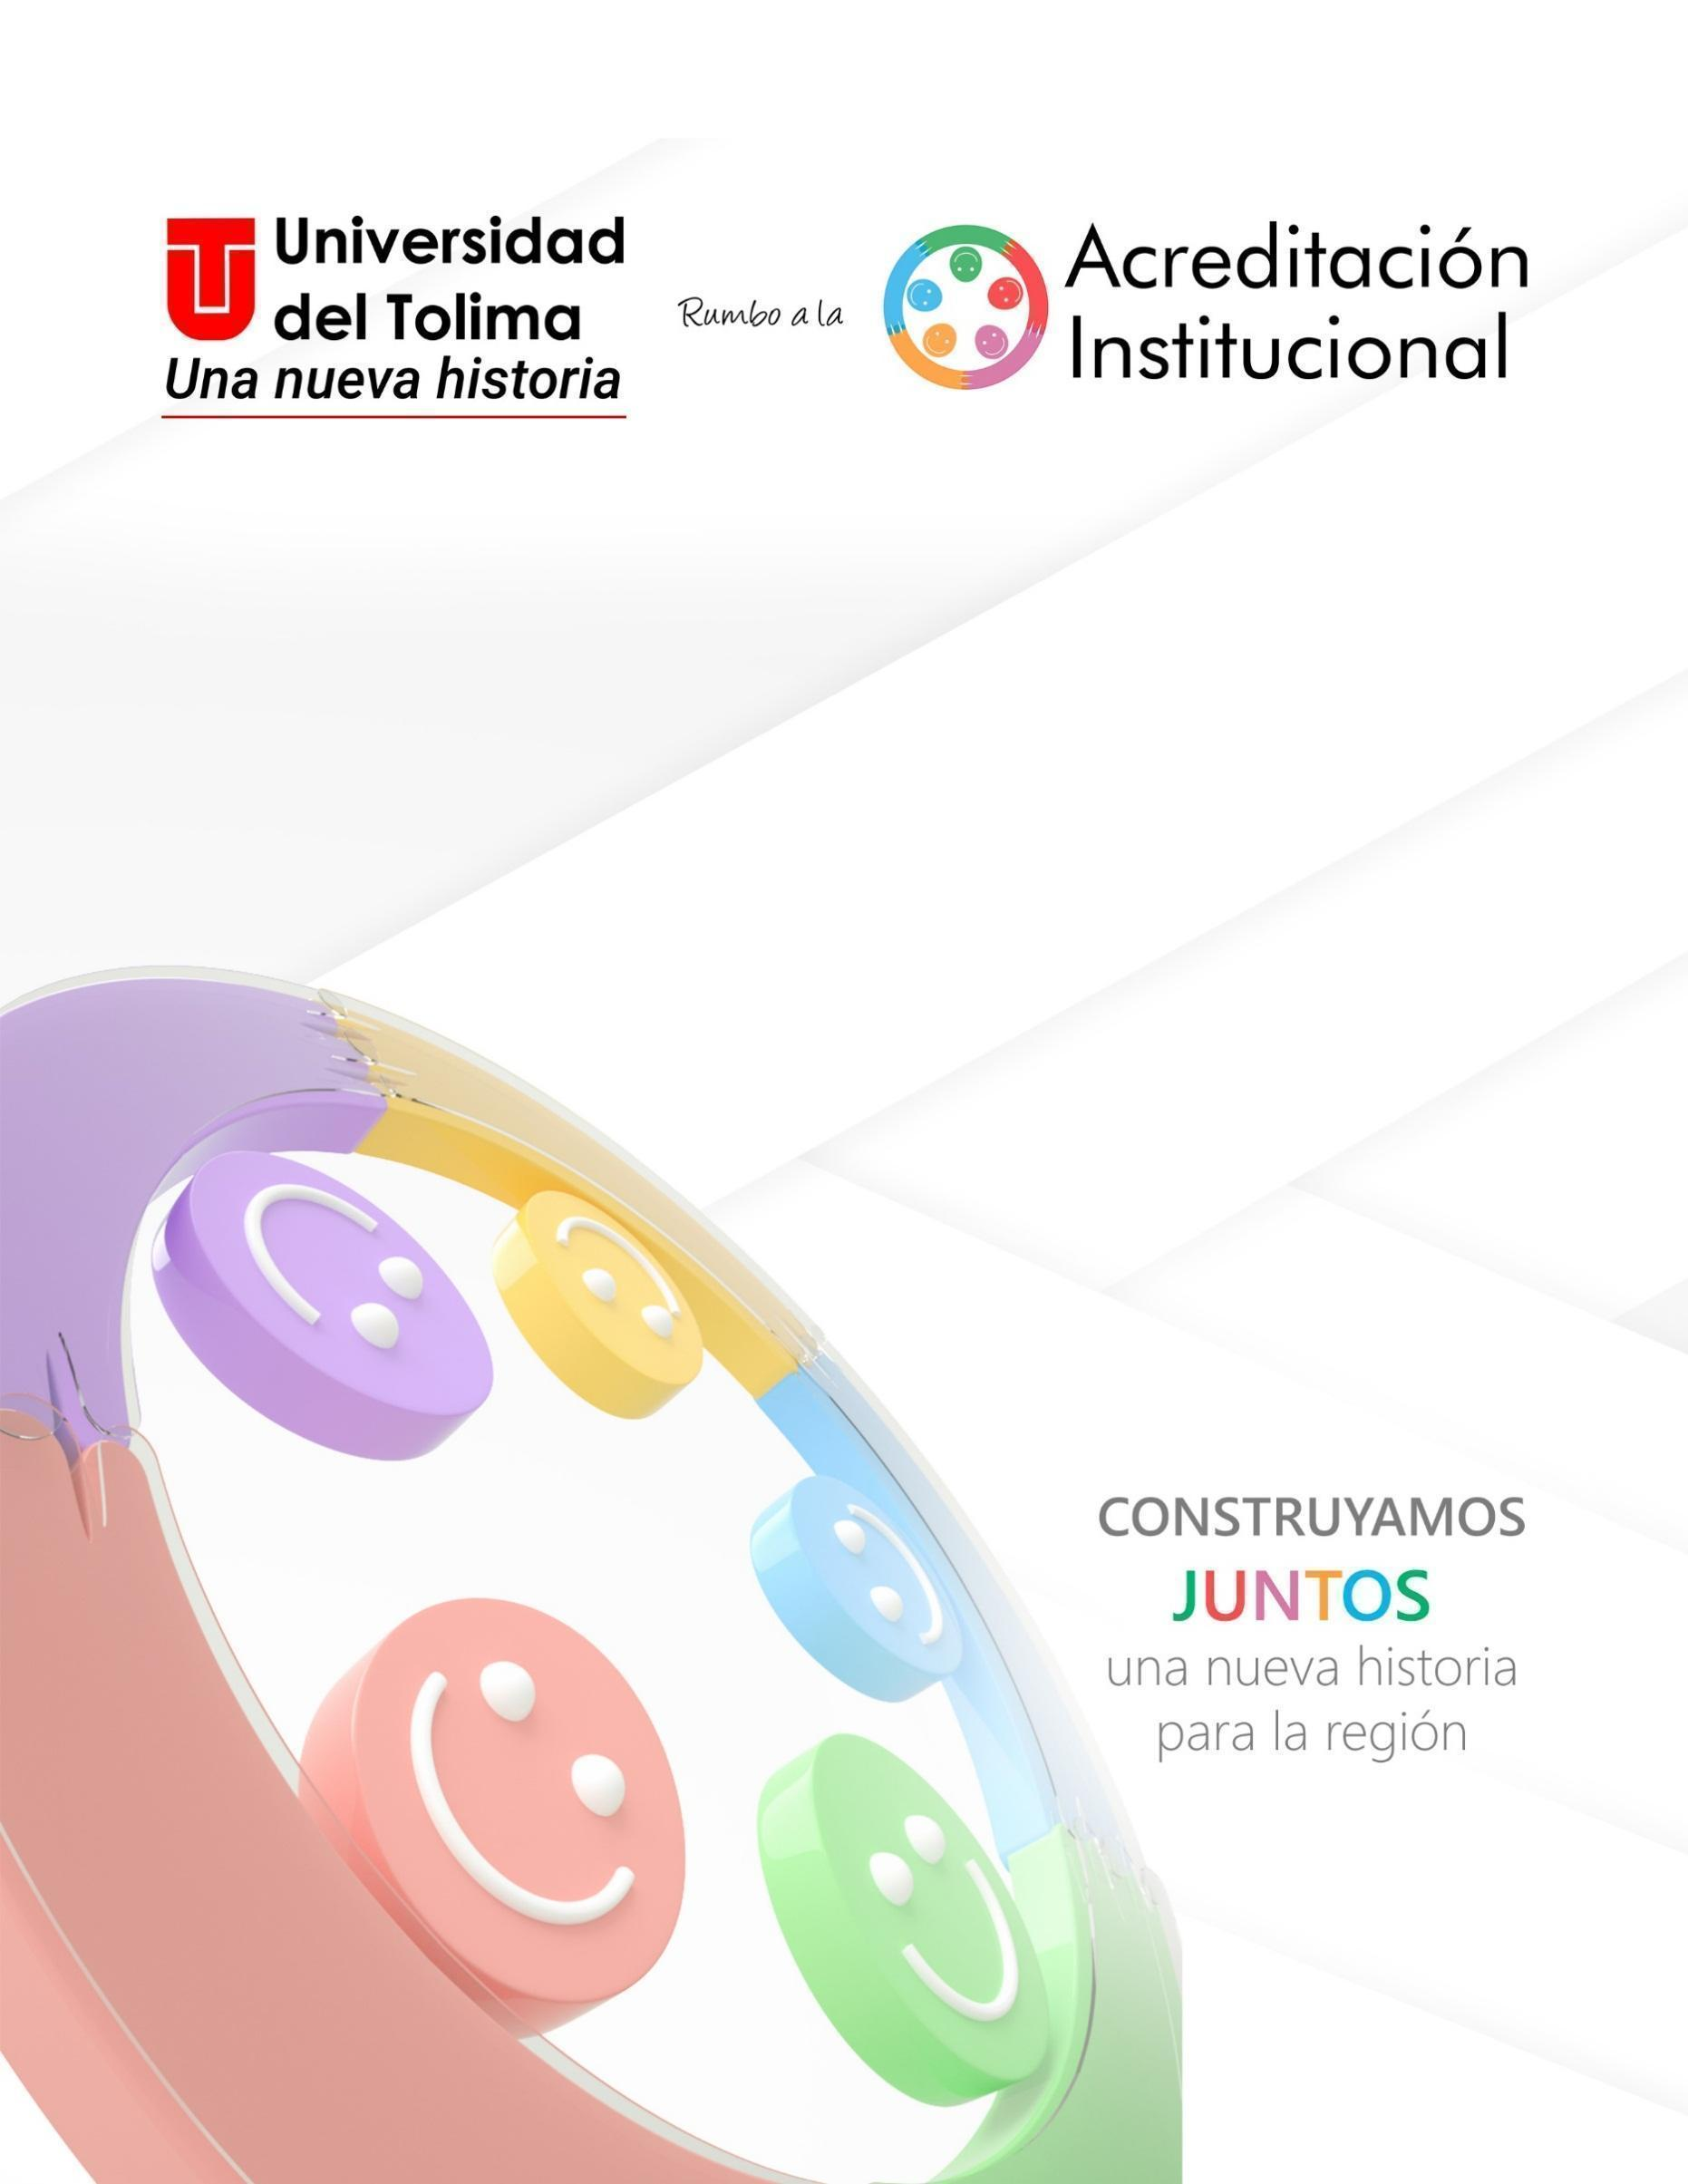 Universidad
del Tolima
Una nueva historia
Rumbo a la
Acreditación
Institucional
CONSTRUYAMOS
JUNTOS
una nueva historia
para la región